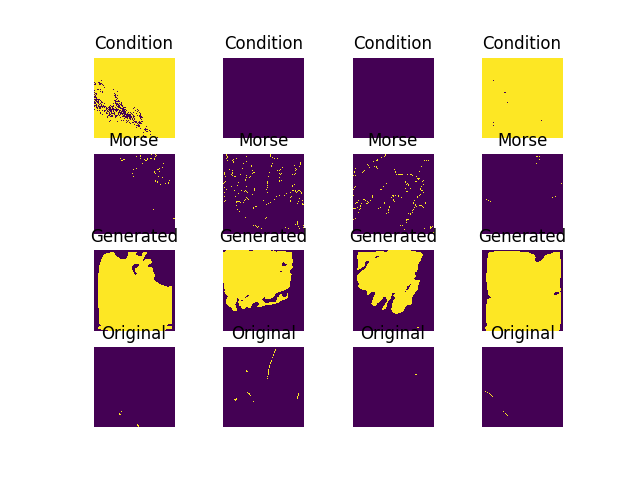 Condition Condition Condition Condition
Morse Morse Morse Morse
Generated Generated Generated Generated
Original Original Original Original